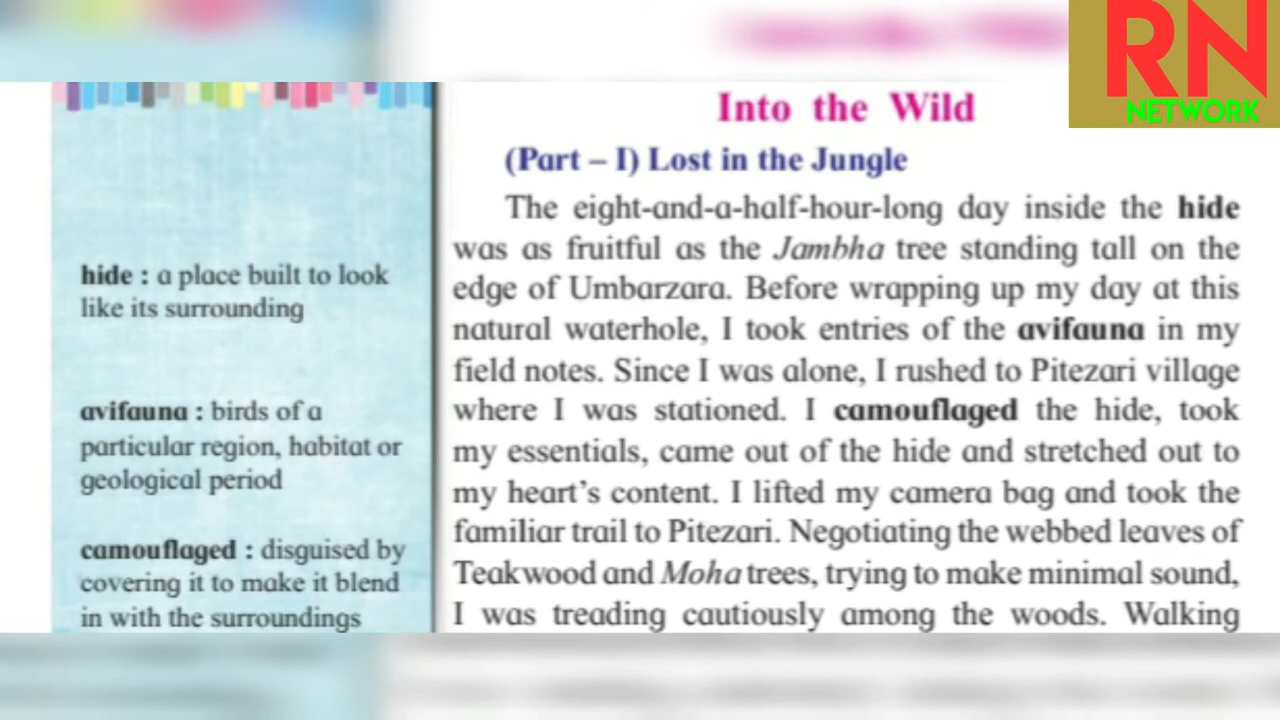 RN
NETWORK
Into the Wild
(Part – I) Lost in the Jungle
The eight-and-a-half-hour-long day inside the hide
was as fruitful as the Jambha tree standing tall on the
edge of Umbarzara. Before wrapping up my day at this
natural waterhole, I took entries of the avifauna in my
field notes. Since I was alone, I rushed to Pitezari village
where I was stationed. I camouflaged the hide, took
my essentials, came out of the hide and stretched out to
my heart's content. I lifted my camera bag and took the
familiar trail to Pitezari. Negotiating the webbed leaves of
Teakwood and Moha trees, trying to make minimal sound,
I was treading cautiously among the woods. Walking
hide : a place built to look
like its surrounding
avifauna : birds of a
particular region, habitat or
geological period
camouflaged : disguised by
covering it to make it blend
in with the surroundings